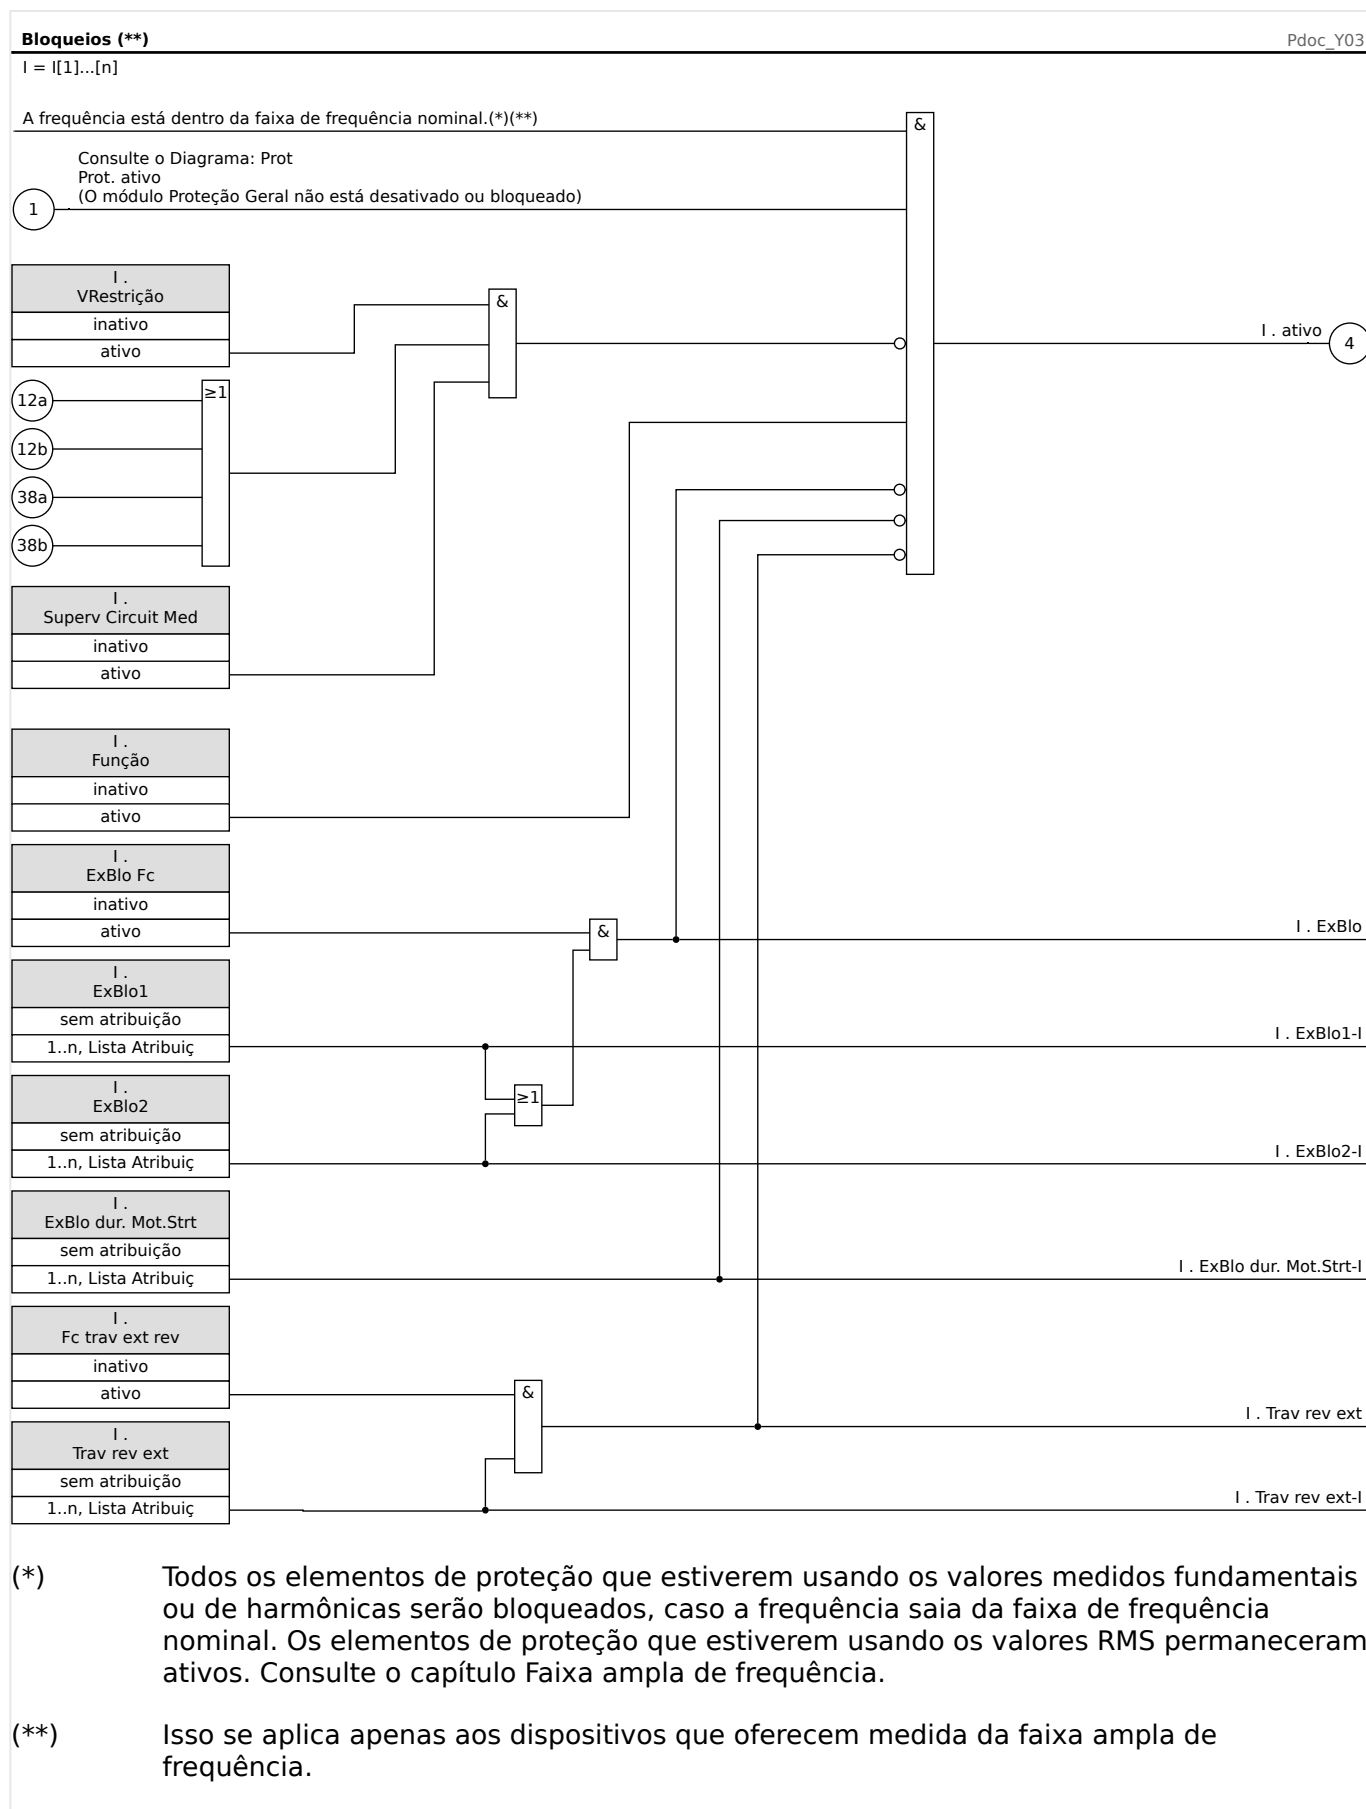 Bloqueios (**)
Pdoc_Y03
I = I[1]...[n]
A frequência está dentro da faixa de frequência nominal.(*)(**)
&
Consulte o Diagrama: Prot
Prot. ativo
(O módulo Proteção Geral não está desativado ou bloqueado)
1
I .
VRestrição
inativo
ativo
&
I . ativo
4
12a
≥1
12b
38a
38b
I .
Superv Circuit Med
inativo
ativo
I .
Função
inativo
ativo
I .
ExBlo Fc
inativo
ativo
&
I . ExBlo
I .
ExBlo1
sem atribuição
1..n, Lista Atribuiç
I . ExBlo1-I
I .
ExBlo2
sem atribuição
1..n, Lista Atribuiç
≥1
I . ExBlo2-I
I .
ExBlo dur. Mot.Strt
sem atribuição
1..n, Lista Atribuiç
I . ExBlo dur. Mot.Strt-I
I .
Fc trav ext rev
inativo
ativo
&
I . Trav rev ext
I .
Trav rev ext
sem atribuição
1..n, Lista Atribuiç
I . Trav rev ext-I
(*) Todos os elementos de proteção que estiverem usando os valores medidos fundamentais
ou de harmônicas serão bloqueados, caso a frequência saia da faixa de frequência
nominal. Os elementos de proteção que estiverem usando os valores RMS permaneceram
ativos. Consulte o capítulo Faixa ampla de frequência.
(**) Isso se aplica apenas aos dispositivos que oferecem medida da faixa ampla de
frequência.